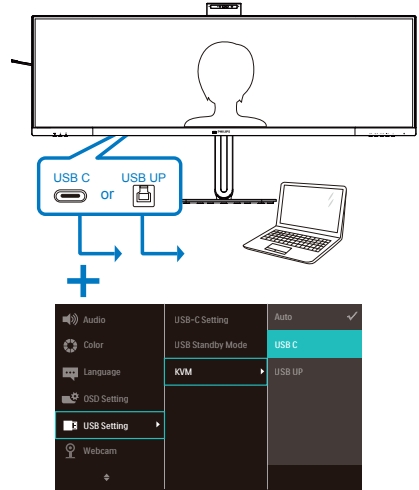 PHILIPS
USB C
or
USB UP
Audio
Color
Language
OSD Setting
USB Setting
Webcam
USB-C Setting
USB Standby Mode
KVM
Auto
USB C
USB UP